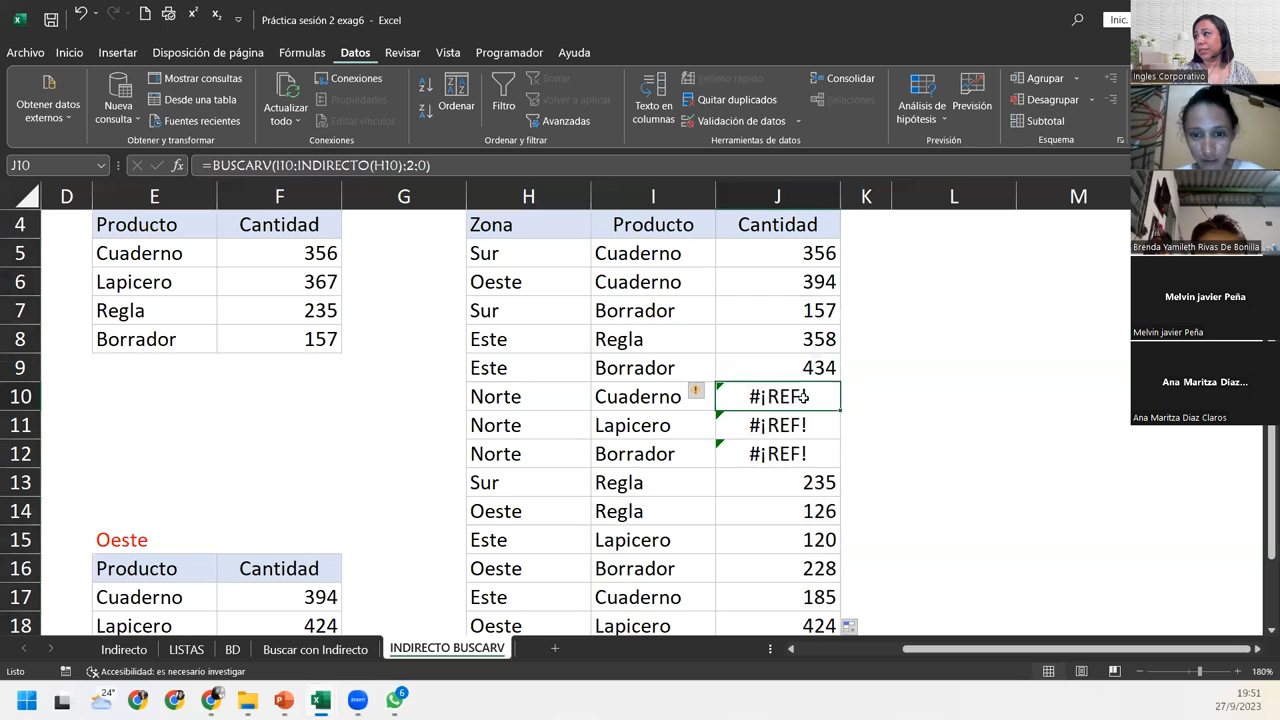 Práctica sesión 2 exag6 - Excel
Inic.
Archivo Inicio Insertar Disposición de página Fórmulas Datos Revisar Vista Programador Ayuda
Obtener datos externos
Nueva consulta
Mostrar consultas
Desde una tabla
Fuentes recientes
Obtener y transformar
Actualizar todo
Conexiones
Propiedades
Editar vínculos
Conexiones
Ordenar
Filtro
Borrar
Volver a aplicar
Avanzadas
Ordenar y filtrar
Texto en columnas
Relleno rápido
Quitar duplicados
Validación de datos
Consolidar
Relaciones
Herramientas de datos
Análisis de hipótesis
Previsión
Previsión
Agrupar
Desagrupar
Subtotal
Esquema
J10
=BUSCARV(I10;INDIRECTO(H10);2;0)
D E F G H I J K L M
4 Producto Cantidad Zona Producto Cantidad
5 Cuaderno 356 Sur Cuaderno 356
6 Lapicero 367 Oeste Cuaderno 394
7 Regla 235 Sur Borrador 157
8 Borrador 157 Este Regla 358
9 Este Borrador 434
10 Norte Cuaderno #¡REF!
11 Norte Lapicero #¡REF!
12 Norte Borrador #¡REF!
13 Sur Regla 235
14 Oeste Regla 126
15 Oeste Este Lapicero 120
16 Producto Cantidad Oeste Borrador 228
17 Cuaderno 394 Este Cuaderno 185
18 Lapicero 424 Oeste Lapicero 424
Indirecto LISTAS BD Buscar con Indirecto INDIRECTO BUSCARV
Listo
Accesibilidad: es necesario investigar
180%
24°
6
19:51
27/9/2023
Ingles Corporativo
Brenda Yamileth Rivas De Bonilla
Melvin javier Peña
Melvin javier Peña
Ana Maritza Diaz...
Ana Maritza Diaz Claros